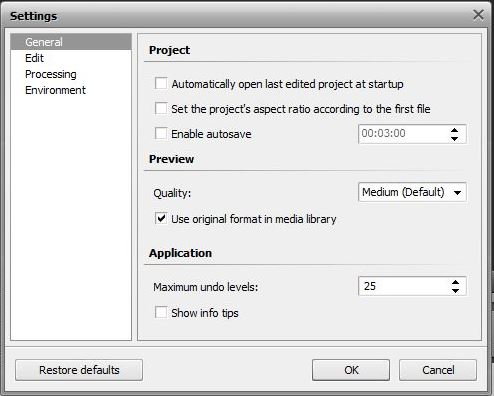 Settings
General
Edit
Processing
Environment
Project
Automatically open last edited project at startup
Set the project's aspect ratio according to the first file
Enable autosave 00:03:00
Preview
Quality: Medium (Default)
Use original format in media library
Application
Maximum undo levels: 25
Show info tips
Restore defaults OK Cancel